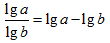 lg a / lg b = lg a − lg b